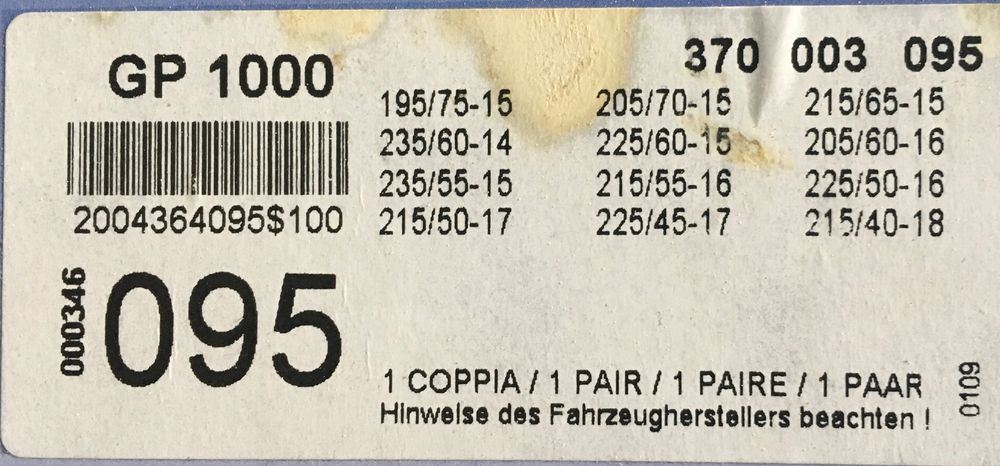 GP 1000
370 003 095
195/75-15 205/70-15 215/65-15
235/60-14 225/60-15 205/60-16
235/55-15 215/55-16 225/50-16
215/50-17 225/45-17 215/40-18
2004364095$100
000346
095
1 COPPIA / 1 PAIR / 1 PAIRE / 1 PAAR
Hinweise des Fahrzeugherstellers beachten !
0109